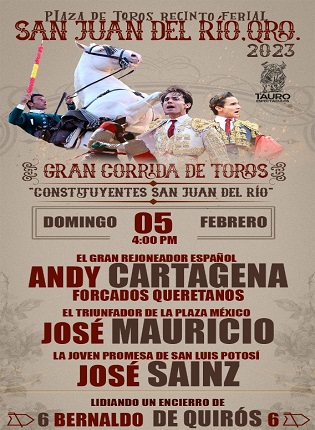 PLAZA DE TOROS RECINTO FERIAL
SAN JUAN DEL RÍO, QRO.
2023
TAURO
ESPECTÁCULOS
GRAN CORRIDA DE TOROS
"CONSTITUYENTES SAN JUAN DEL RÍO"
DOMINGO 05 FEBRERO
4:00 PM
EL GRAN REJONEADOR ESPAÑOL
ANDY CARTAGENA
FORCADOS QUERETANOS
EL TRIUNFADOR DE LA PLAZA MÉXICO
JOSÉ MAURICIO
LA JOVEN PROMESA DE SAN LUIS POTOSÍ
JOSÉ SAINZ
LIDIANDO UN ENCIERRO DE
6 BERNALDO DE QUIRÓS 6